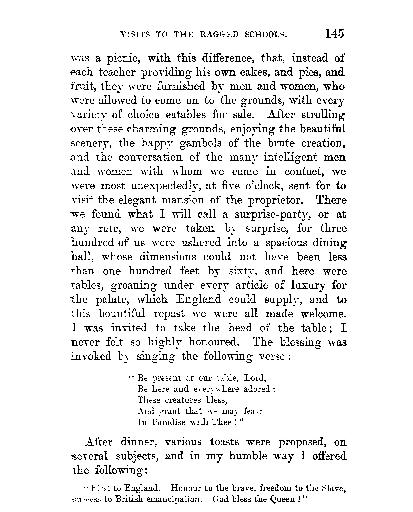 VISITS TO THE RAGGED SCHOOLS. 145
was a picnic, with this difference, that, instead of
each teacher providing his own cakes, and pies, and
fruit, they were furnished by men and women, who
were allowed to come on to the grounds, with every
variety of choice eatables for sale. After strolling
over these charming grounds, enjoying the beautiful
scenery, the happy gambols of the brute creation,
and the conversation of the many intelligent men
and women with whom we came in contact, we
were most unexpectedly, at five o'clock, sent for to
visit the elegant mansion of the proprietor. There
we found what I will call a surprise-party, or at
any rate, we were taken by surprise, for three
hundred of us were ushered into a spacious dining
hall, whose dimensions could not have been less
than one hundred feet by sixty, and here were
tables, groaning under every article of luxury for
the palate, which England could supply, and to
this bountiful repast we were all made welcome.
I was invited to take the head of the table; I
never felt so highly honoured. The blessing was
invoked by singing the following verse:
"Be present at our table, Lord,
Be here and everywhere adored;
These creatures bless,
And grant that we may feast
In Paradise with Thee!"
After dinner, various toasts were proposed, on
several subjects, and in my humble way I offered
the following:
"First to England. Honour to the brave, freedom to the Slave,
success to British emancipation. God bless the Queen!"